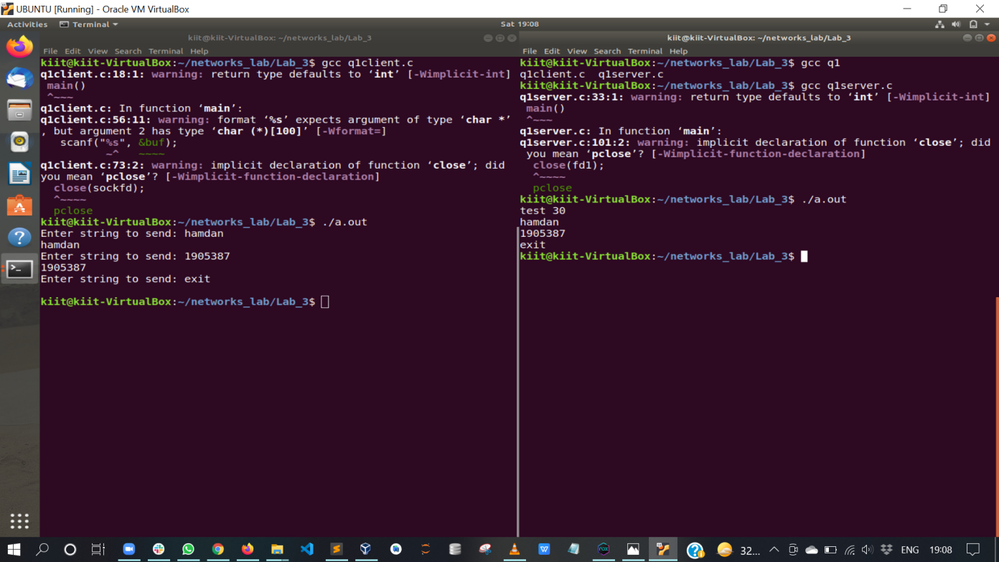 UBUNTU [Running] - Oracle VM VirtualBox
Activities
Terminal
Sat 19:08
kiit@kiit-VirtualBox: ~/networks_lab/Lab_3
File Edit View Search Terminal Help
kiit@kiit-VirtualBox:~/networks_lab/Lab_3$ gcc q1client.c
q1client.c:18:1: warning: return type defaults to ‘int’ [-Wimplicit-int]
main()
^~~~
q1client.c: In function ‘main’:
q1client.c:56:11: warning: format ‘%s’ expects argument of type ‘char *’
, but argument 2 has type ‘char (*)[100]’ [-Wformat=]
scanf("%s", &buf);
~^ ~~~~
q1client.c:73:2: warning: implicit declaration of function ‘close’; did
you mean ‘pclose’? [-Wimplicit-function-declaration]
close(sockfd);
^~~~~
pclose
kiit@kiit-VirtualBox:~/networks_lab/Lab_3$ ./a.out
Enter string to send: hamdan
hamdan
Enter string to send: 1905387
1905387
Enter string to send: exit
kiit@kiit-VirtualBox:~/networks_lab/Lab_3$
kiit@kiit-VirtualBox: ~/networks_lab/Lab_3
File Edit View Search Terminal Help
kiit@kiit-VirtualBox:~/networks_lab/Lab_3$ gcc q1
q1client.c q1server.c
kiit@kiit-VirtualBox:~/networks_lab/Lab_3$ gcc q1server.c
q1server.c:33:1: warning: return type defaults to ‘int’ [-Wimplicit-int]
main()
^~~~
q1server.c: In function ‘main’:
q1server.c:101:2: warning: implicit declaration of function ‘close’; did
you mean ‘pclose’? [-Wimplicit-function-declaration]
close(fd1);
^~~~~
pclose
kiit@kiit-VirtualBox:~/networks_lab/Lab_3$ ./a.out
test 30
hamdan
1905387
exit
kiit@kiit-VirtualBox:~/networks_lab/Lab_3$
32...
ENG
19:08